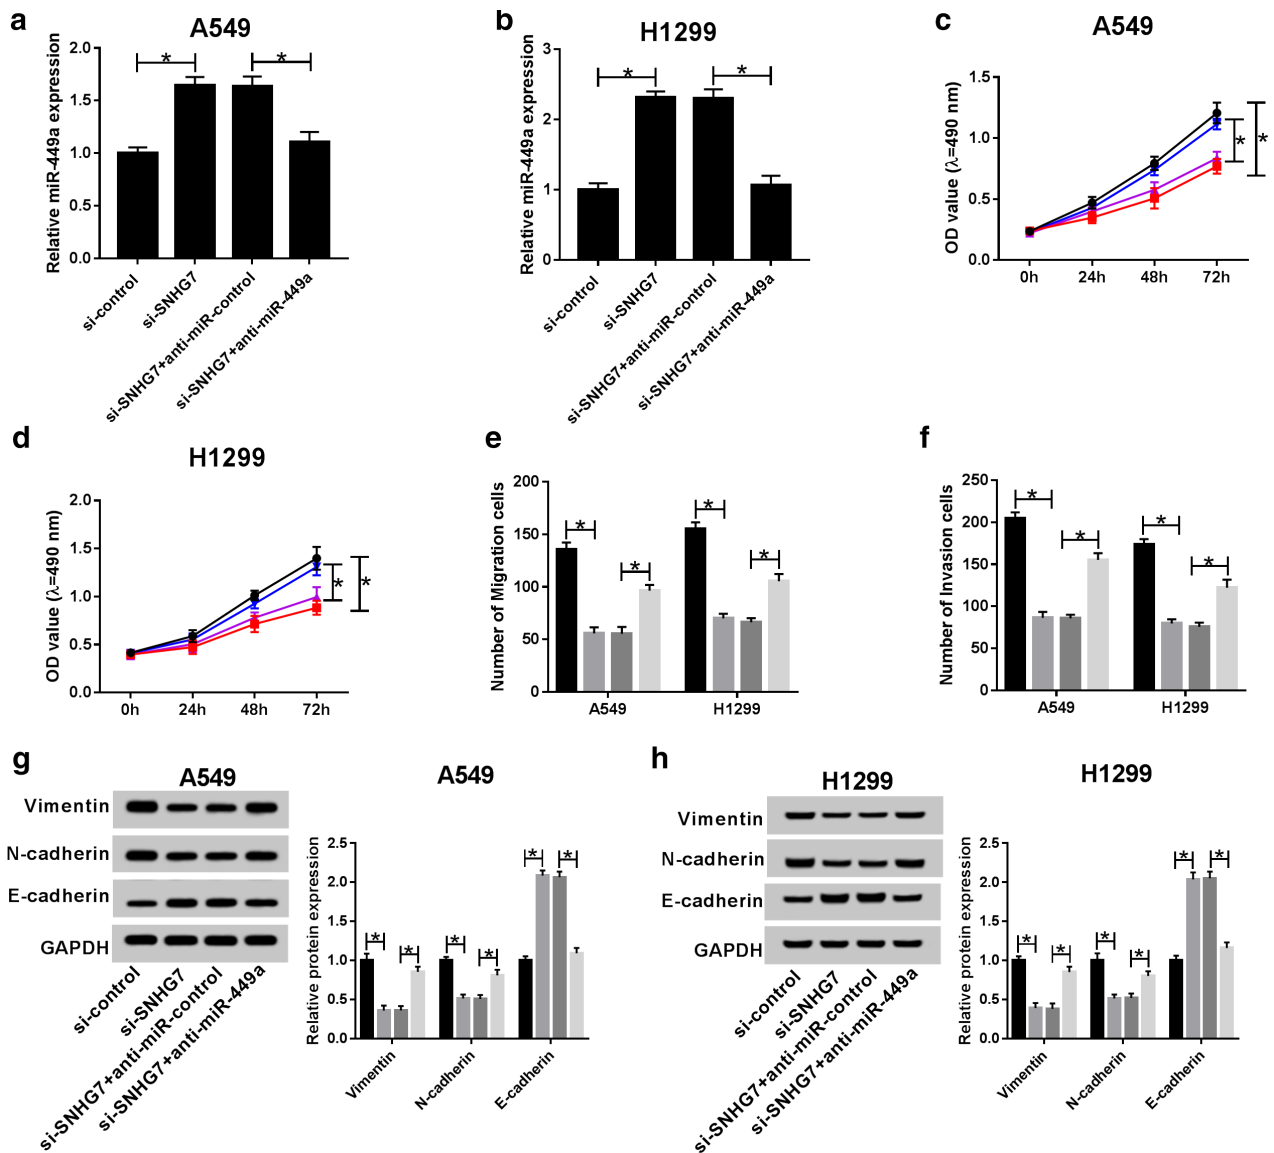 a
A549
Relative miR-449a expression
2.0
1.5
1.0
0.5
0.0
*
*
si-control
si-SNHG7
si-SNHG7+anti-miR-control
si-SNHG7+anti-miR-449a
b
H1299
Relative miR-449a expression
3
2
1
0
*
*
si-control
si-SNHG7
si-SNHG7+anti-miR-control
si-SNHG7+anti-miR-449a
c
A549
OD value (λ=490 nm)
1.5
1.0
0.5
0.0
0h 24h 48h 72h
*
*
d
H1299
OD value (λ=490 nm)
2.0
1.5
1.0
0.5
0.0
0h 24h 48h 72h
*
*
e
Number of Migration cells
200
150
100
50
0
*
*
*
*
A549 H1299
f
Number of Invasion cells
250
200
150
100
50
0
*
*
*
*
A549 H1299
g
A549
Vimentin
N-cadherin
E-cadherin
GAPDH
si-control
si-SNHG7
si-SNHG7+anti-miR-control
si-SNHG7+anti-miR-449a
A549
Relative protein expression
2.5
2.0
1.5
1.0
0.5
0.0
*
*
*
*
*
*
Vimentin
N-cadherin
E-cadherin
h
H1299
Vimentin
N-cadherin
E-cadherin
GAPDH
si-control
si-SNHG7
si-SNHG7+anti-miR-control
si-SNHG7+anti-miR-449a
H1299
Relative protein expression
2.5
2.0
1.5
1.0
0.5
0.0
*
*
*
*
*
*
Vimentin
N-cadherin
E-cadherin